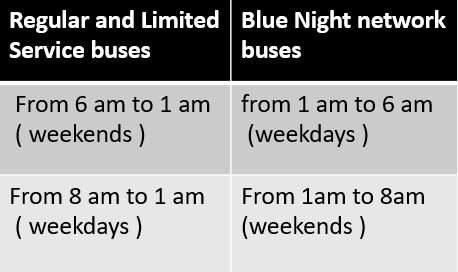 Regular and Limited
Service buses
Blue Night network
buses
From 6 am to 1 am
( weekends )
from 1 am to 6 am
(weekdays )
From 8 am to 1 am
( weekdays )
From 1am to 8am
(weekends )